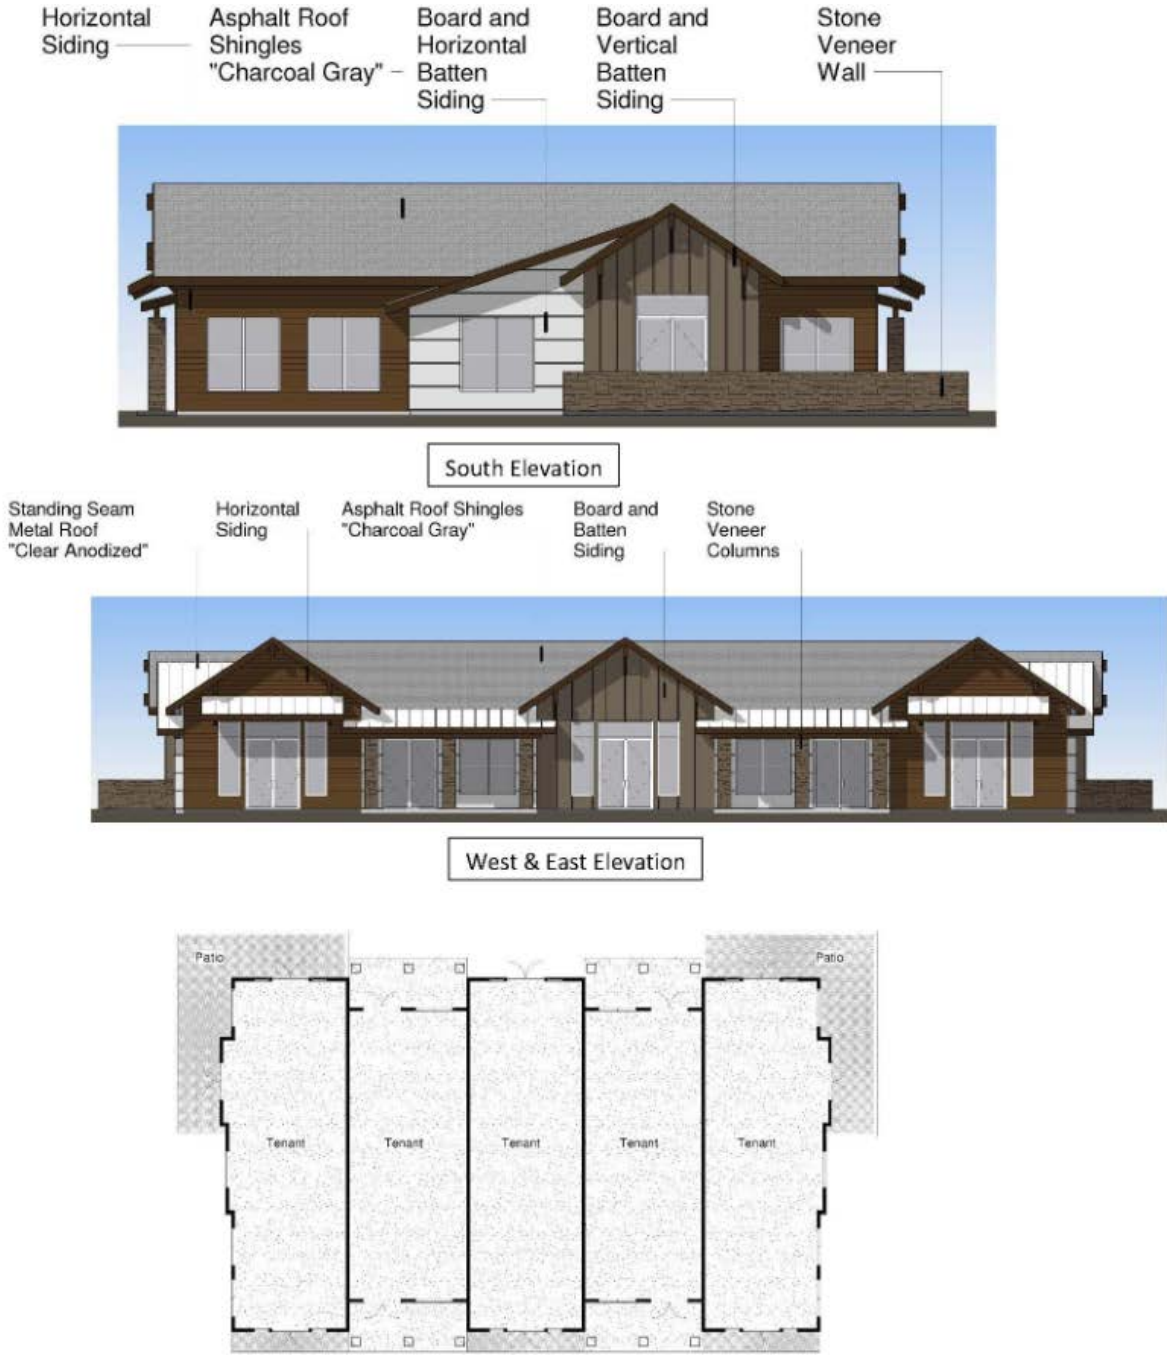 Horizontal
Siding
Asphalt Roof
Shingles
"Charcoal Gray"
Board and
Horizontal
Batten
Siding
Board and
Vertical
Batten
Siding
Stone
Veneer
Wall
South Elevation
Standing Seam
Metal Roof
"Clear Anodized"
Horizontal
Siding
Asphalt Roof Shingles
"Charcoal Gray"
Board and
Batten
Siding
Stone
Veneer
Columns
West & East Elevation
Patio
Patio
Tenant
Tenant
Tenant
Tenant
Tenant